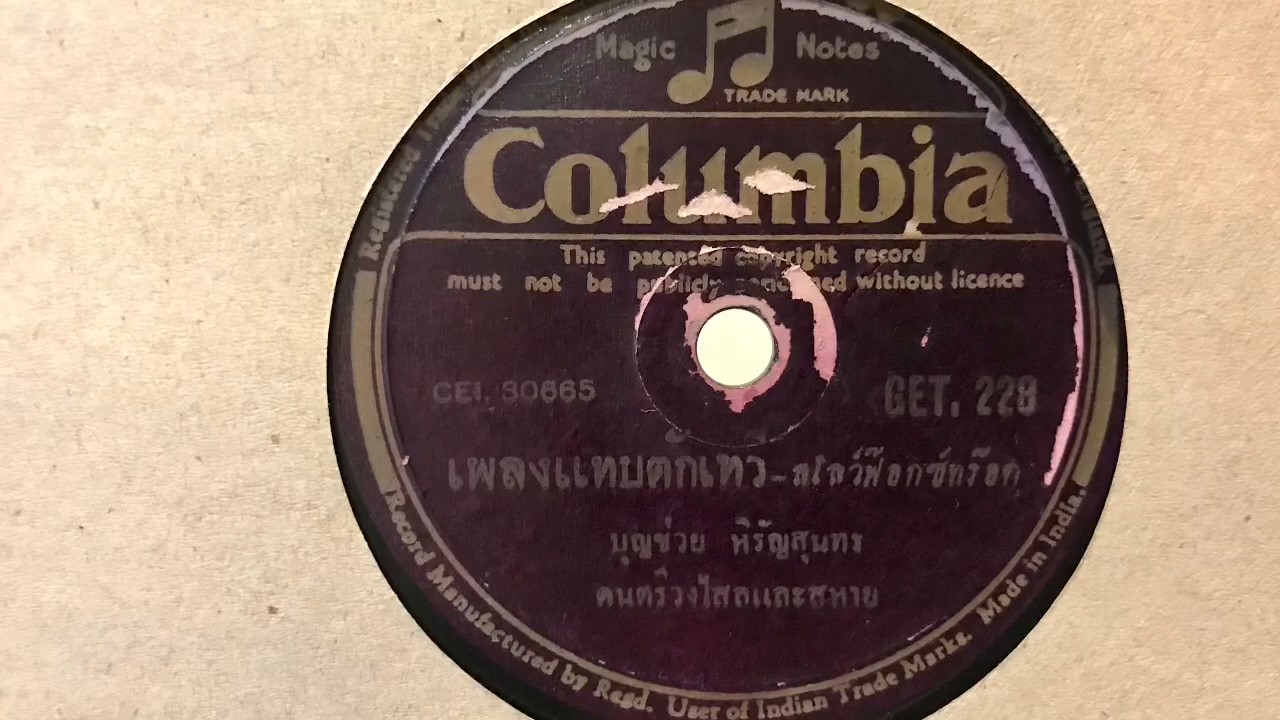 Magic Notes
TRADE MARK
Columbia
This patented copyright record
must not be publicly performed without licence
CEI. 30665
GET. 228
เพลงแทบตักเทวี-สโลว์ฟ๊อกซ์ทร๊อต
บุญช่วย หิรัญสุนทร
ดนตรีวงไสลและสหาย
Registered
Record Manufactured by Regd. User of Indian Trade Marks. Made in India.